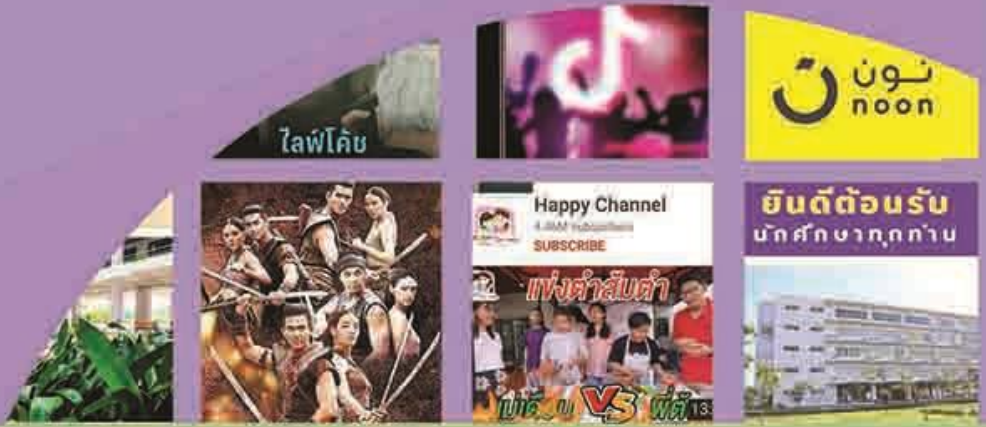 ไลฟ์โค้ช
نون
noon
Happy Channel
SUBSCRIBE
แข่งตำส้มตำ
VS
13
ยินดีต้อนรับ
นักศึกษาทุกท่าน